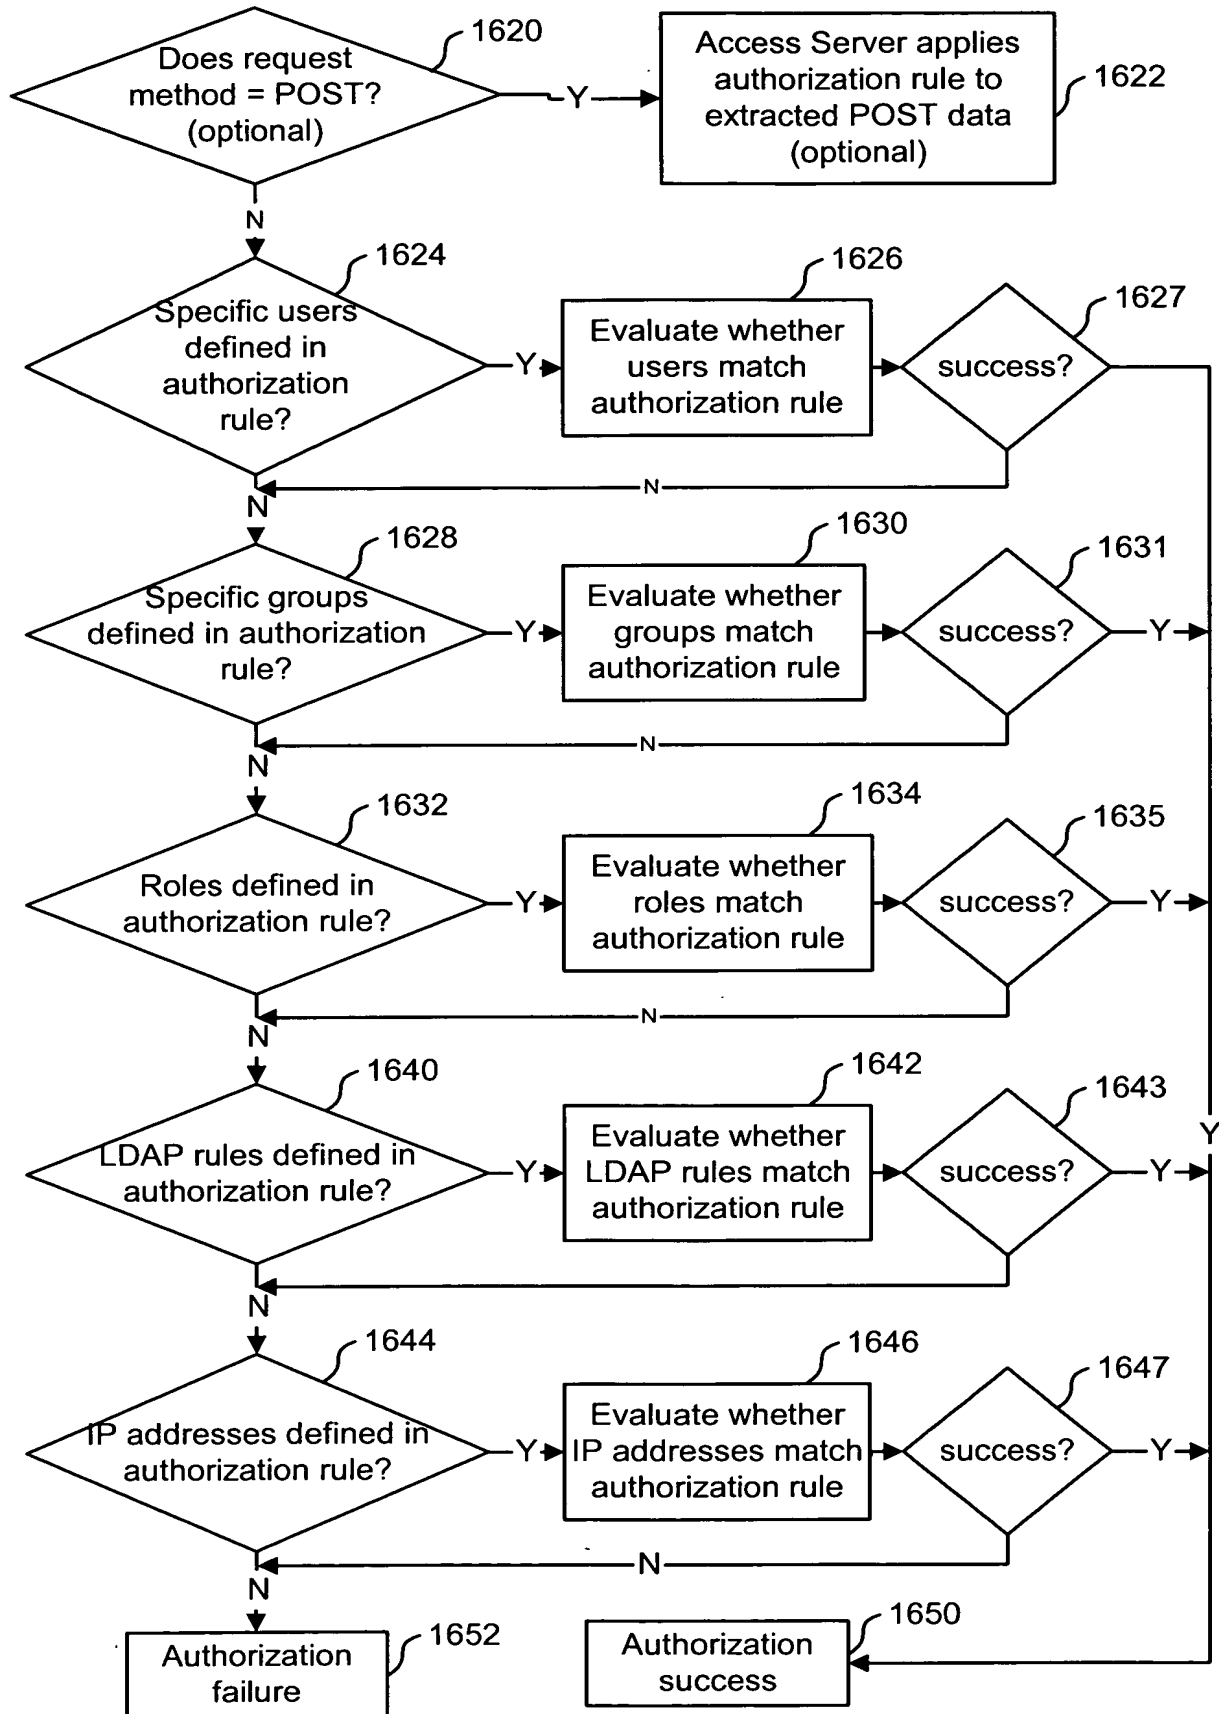 1620
Does request
method = POST?
(optional)
Y
Access Server applies
authorization rule to
extracted POST data
(optional)
1622
N
1624
Specific users
defined in
authorization
rule?
Y
1626
Evaluate whether
users match
authorization rule
1627
success?
N
N
1628
Specific groups
defined in authorization
rule?
Y
1630
Evaluate whether
groups match
authorization rule
1631
success?
Y
N
N
1632
Roles defined in
authorization rule?
Y
1634
Evaluate whether
roles match
authorization rule
1635
success?
Y
N
N
1640
LDAP rules defined in
authorization rule?
Y
1642
Evaluate whether
LDAP rules match
authorization rule
1643
success?
Y
Y
N
1644
IP addresses defined in
authorization rule?
Y
1646
Evaluate whether
IP addresses match
authorization rule
1647
success?
Y
N
N
Authorization
failure
1652
Authorization
success
1650